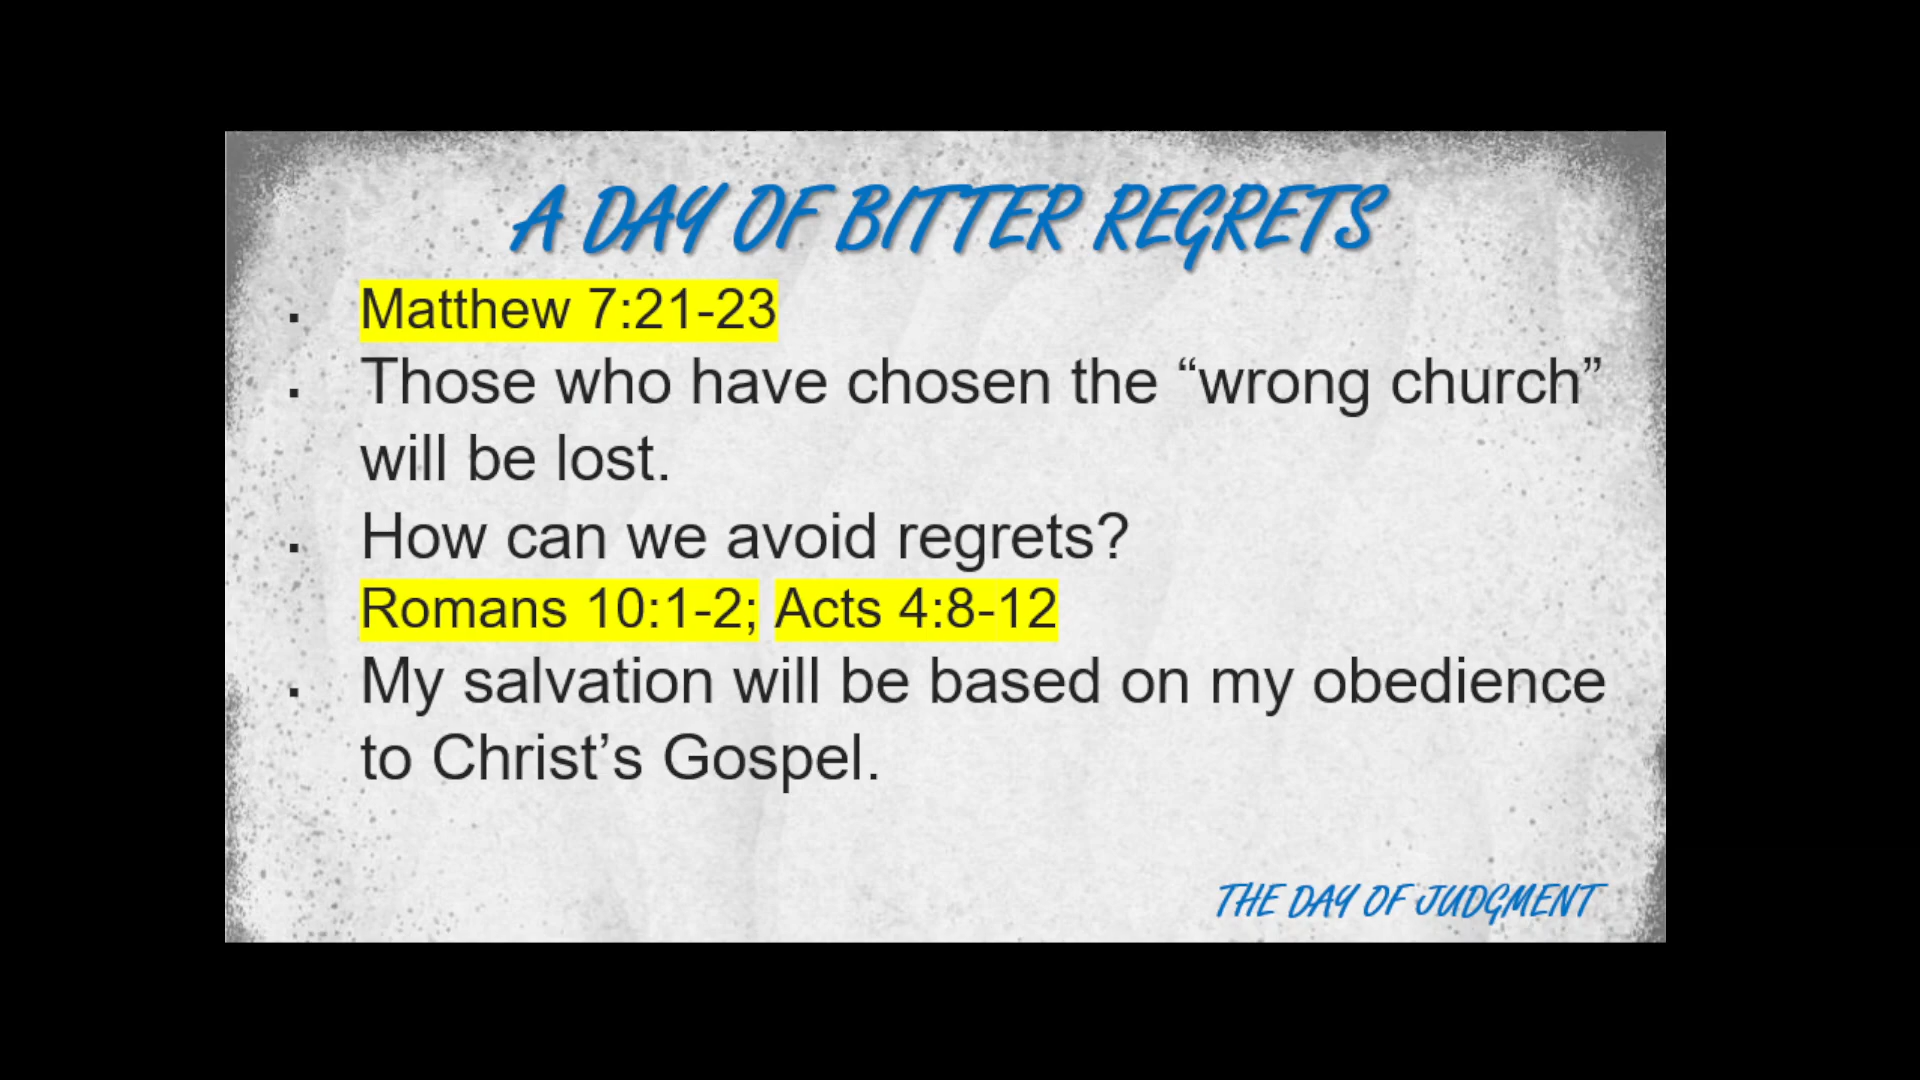 A DAY OF BITTER REGRETS
▪ Matthew 7:21-23
▪ Those who have chosen the “wrong church”
will be lost.
▪ How can we avoid regrets?
Romans 10:1-2; Acts 4:8-12
▪ My salvation will be based on my obedience
to Christ’s Gospel.
THE DAY OF JUDGMENT